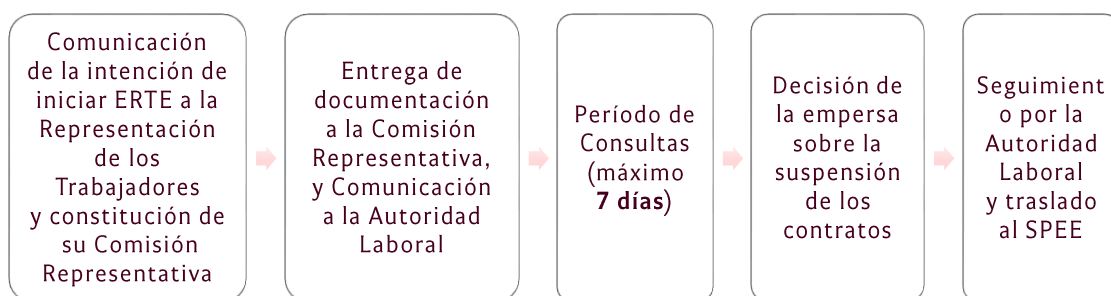 Comunicación
de la intención de
iniciar ERTE a la
Representación
de los
Trabajadores
y constitución de
su Comisión
Representativa
Entrega de
documentación
a la Comisión
Representativa,
y Comunicación
a la Autoridad
Laboral
Período de
Consultas
(máximo
7 días)
Decisión de
la empersa
sobre la
suspensión
de los
contratos
Seguimient
o por la
Autoridad
Laboral
y traslado
al SPEE